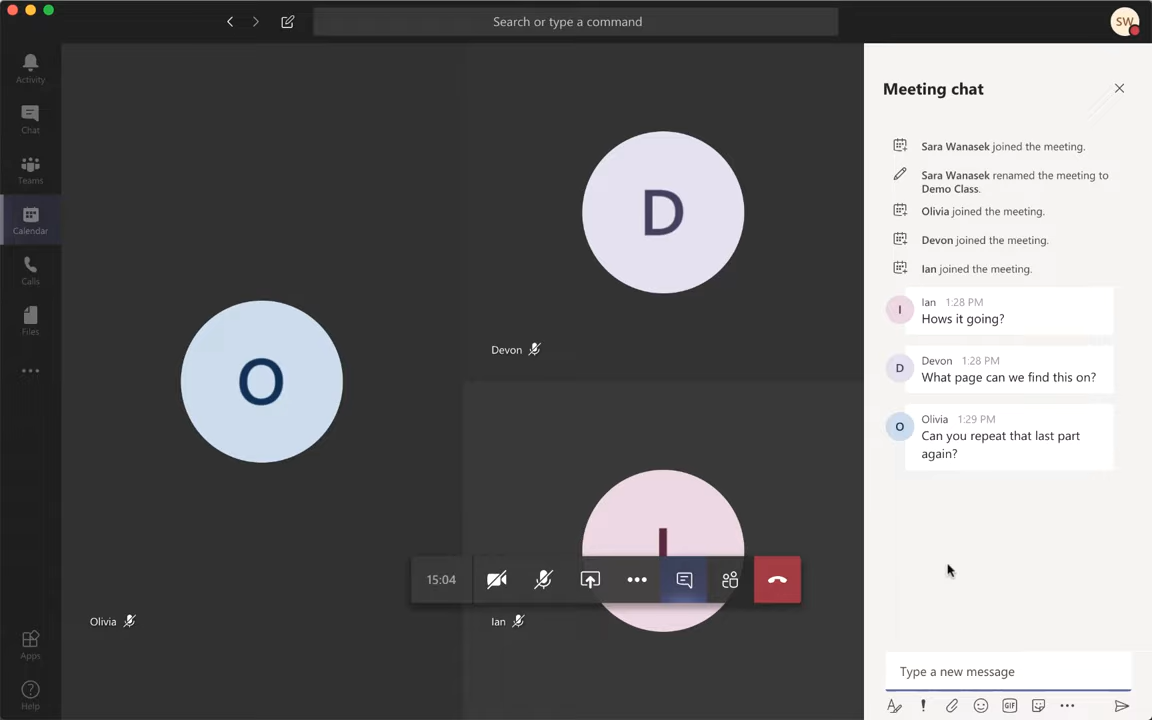 Search or type a command
SW
Activity
Chat
Teams
Calendar
Calls
Files
Apps
Help
O
Olivia
D
Devon
I
Ian
15:04
Meeting chat
Sara Wanasek joined the meeting.
Sara Wanasek renamed the meeting to
Demo Class.
Olivia joined the meeting.
Devon joined the meeting.
Ian joined the meeting.
I
Ian 1:28 PM
Hows it going?
D
Devon 1:28 PM
What page can we find this on?
O
Olivia 1:29 PM
Can you repeat that last part
again?
Type a new message
GIF